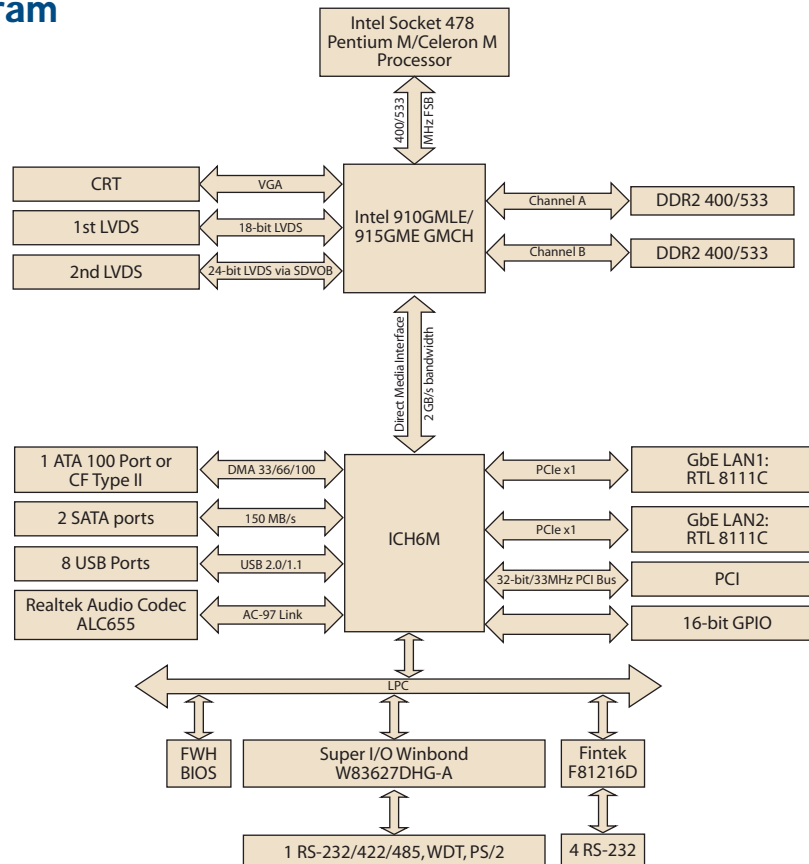 ram
Intel Socket 478
Pentium M/Celeron M
Processor
400/533
MHz FSB
CRT
VGA
1st LVDS
18-bit LVDS
2nd LVDS
24-bit LVDS via SDVOB
Intel 910GMLE/
915GME GMCH
Channel A
DDR2 400/533
Channel B
DDR2 400/533
Direct Media Interface
2 GB/s bandwidth
1 ATA 100 Port or
CF Type II
DMA 33/66/100
2 SATA ports
150 MB/s
8 USB Ports
USB 2.0/1.1
Realtek Audio Codec
ALC655
AC-97 Link
ICH6M
PCIe x1
GbE LAN1:
RTL 8111C
PCIe x1
GbE LAN2:
RTL 8111C
32-bit/33MHz PCI Bus
PCI
16-bit GPIO
LPC
FWH
BIOS
Super I/O Winbond
W83627DHG-A
Fintek
F81216D
1 RS-232/422/485, WDT, PS/2
4 RS-232